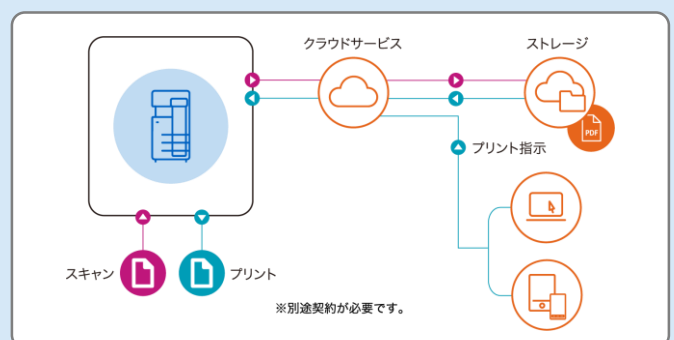 クラウドサービス
ストレージ
PDF
プリント指示
スキャン
プリント
※別途契約が必要です。